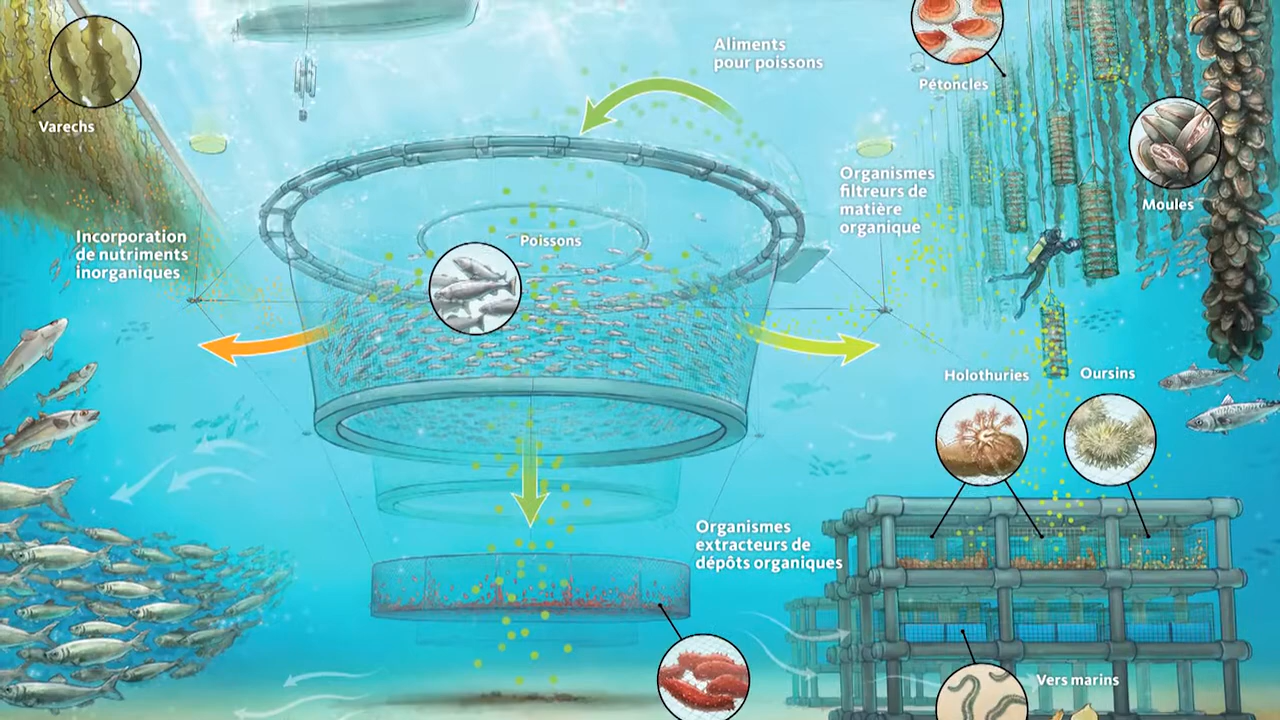 Aliments
pour poissons
Pétoncles
Varechs
Organismes
filtreurs de
matière
organique
Moules
Incorporation
de nutriments
inorganiques
Poissons
Holothuries
Oursins
Organismes
extracteurs de
dépôts organiques
Vers marins